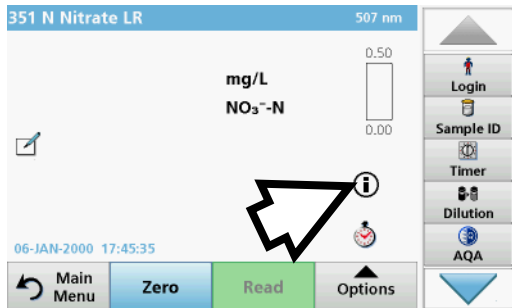 351 N Nitrate LR 507 nm
0.50
mg/L
NO₃⁻-N
0.00
06-JAN-2000 17:45:35
Main
Menu
Zero
Read
Options
Login
Sample ID
Timer
Dilution
AQA